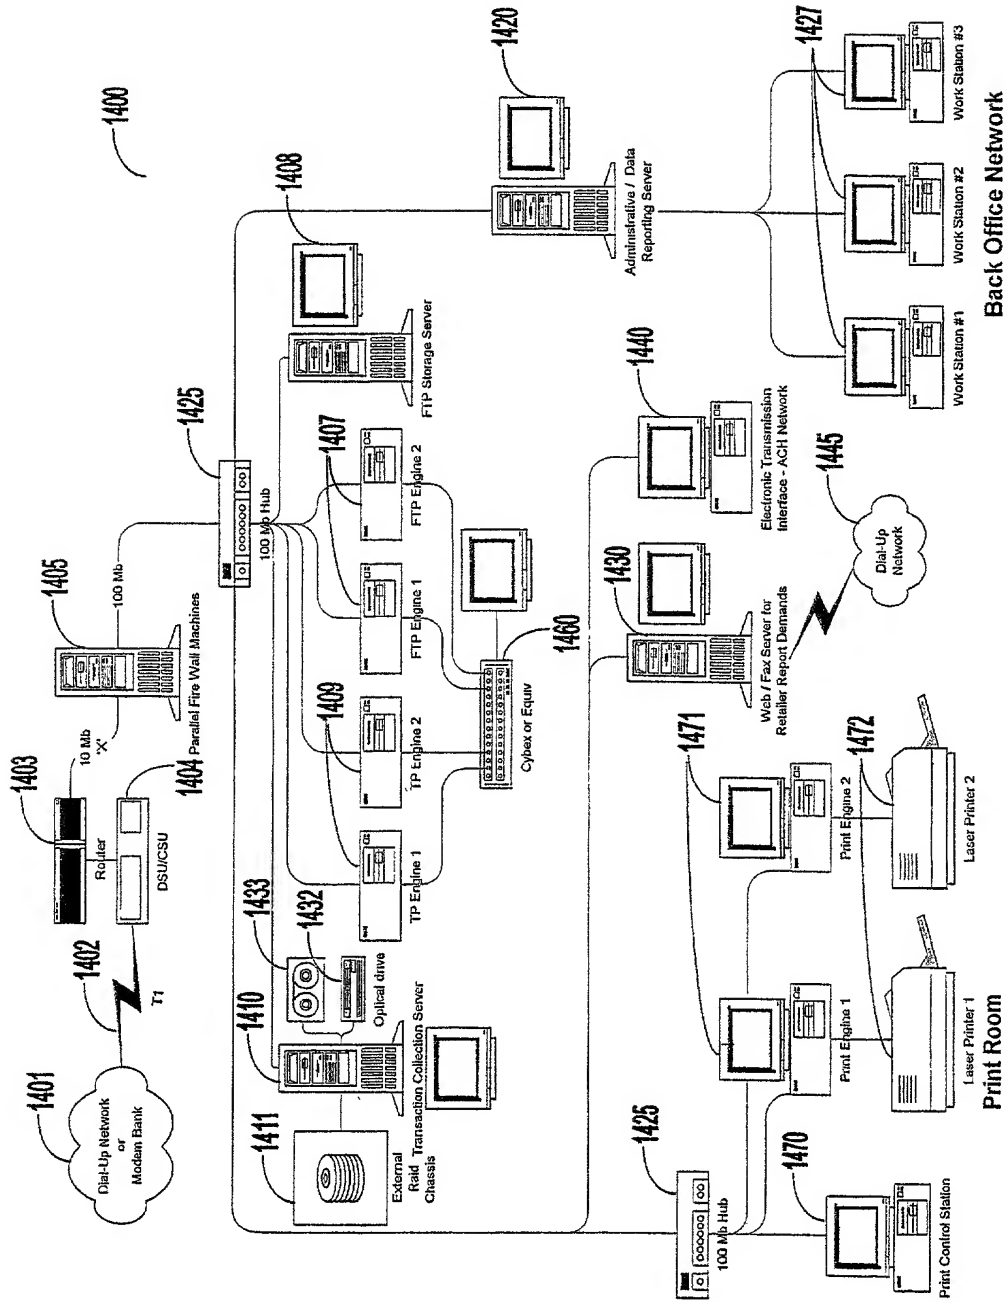 1400
1401
Dial-Up Network
or
Modem Bank
1402
T1
1403
Router
DSU/CSU
1404
10 Mb
'X'
1405
Parallel Fire Wall Machines
100 Mb
1425
100 Mb Hub
1411
External
Raid
Chassis
1410
Transaction Collection Server
1433
1432
Optical drive
1409
TP Engine 1
TP Engine 2
1407
FTP Engine 1
FTP Engine 2
1408
FTP Storage Server
1460
Cybex or Equiv
1420
Administrative / Data
Reporting Server
1427
Work Station #1
Work Station #2
Work Station #3
Back Office Network
1430
Web / Fax Server for
Retailer Report Demands
1440
Electronic Transmission
Interface - ACH Network
1445
Dial-Up
Network
1425
100 Mb Hub
1470
Print Control Station
1471
Print Engine 1
Print Engine 2
1472
Laser Printer 1
Laser Printer 2
Print Room